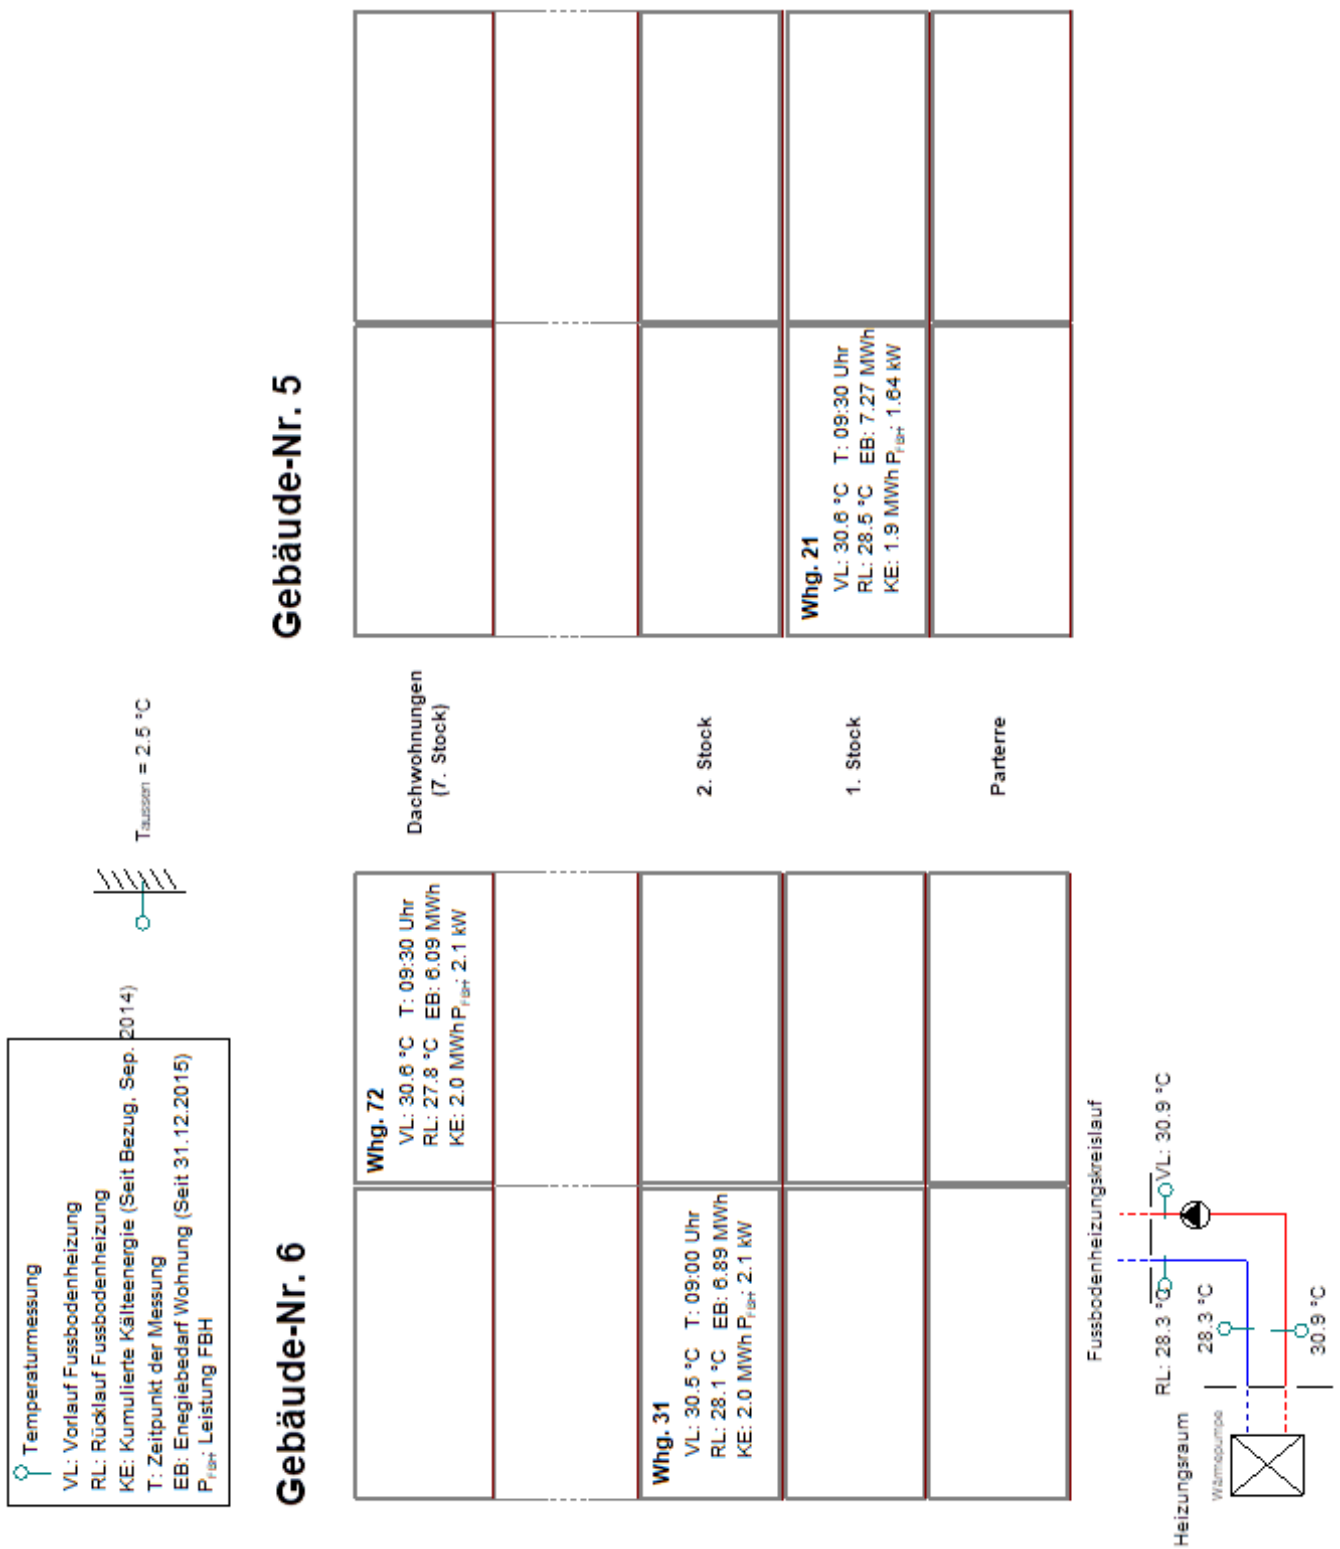 Temperaturmessung
VL: Vorlauf Fussbodenheizung
RL: Rücklauf Fussbodenheizung
KE: Kumulierte Kälteenergie (Seit Bezug, Sep. 2014)
T: Zeitpunkt der Messung
EB: Enegiebedarf Wohnung (Seit 31.12.2015)
PFBH: Leistung FBH
Taussen = 2.5 °C
Gebäude-Nr. 6
Gebäude-Nr. 5
Whg. 72
VL: 30.6 °C T: 09:30 Uhr
RL: 27.8 °C EB: 6.09 MWh
KE: 2.0 MWh PFBH: 2.1 kW
Dachwohnungen
(7. Stock)
Whg. 31
VL: 30.5 °C T: 09:00 Uhr
RL: 28.1 °C EB: 6.89 MWh
KE: 2.0 MWh PFBH: 2.1 kW
2. Stock
1. Stock
Whg. 21
VL: 30.6 °C T: 09:30 Uhr
RL: 28.5 °C EB: 7.27 MWh
KE: 1.9 MWh PFBH: 1.64 kW
Parterre
Fussbodenheizungskreislauf
RL: 28.3 °C
VL: 30.9 °C
Heizungsraum
28.3 °C
Wärmepumpe
30.9 °C